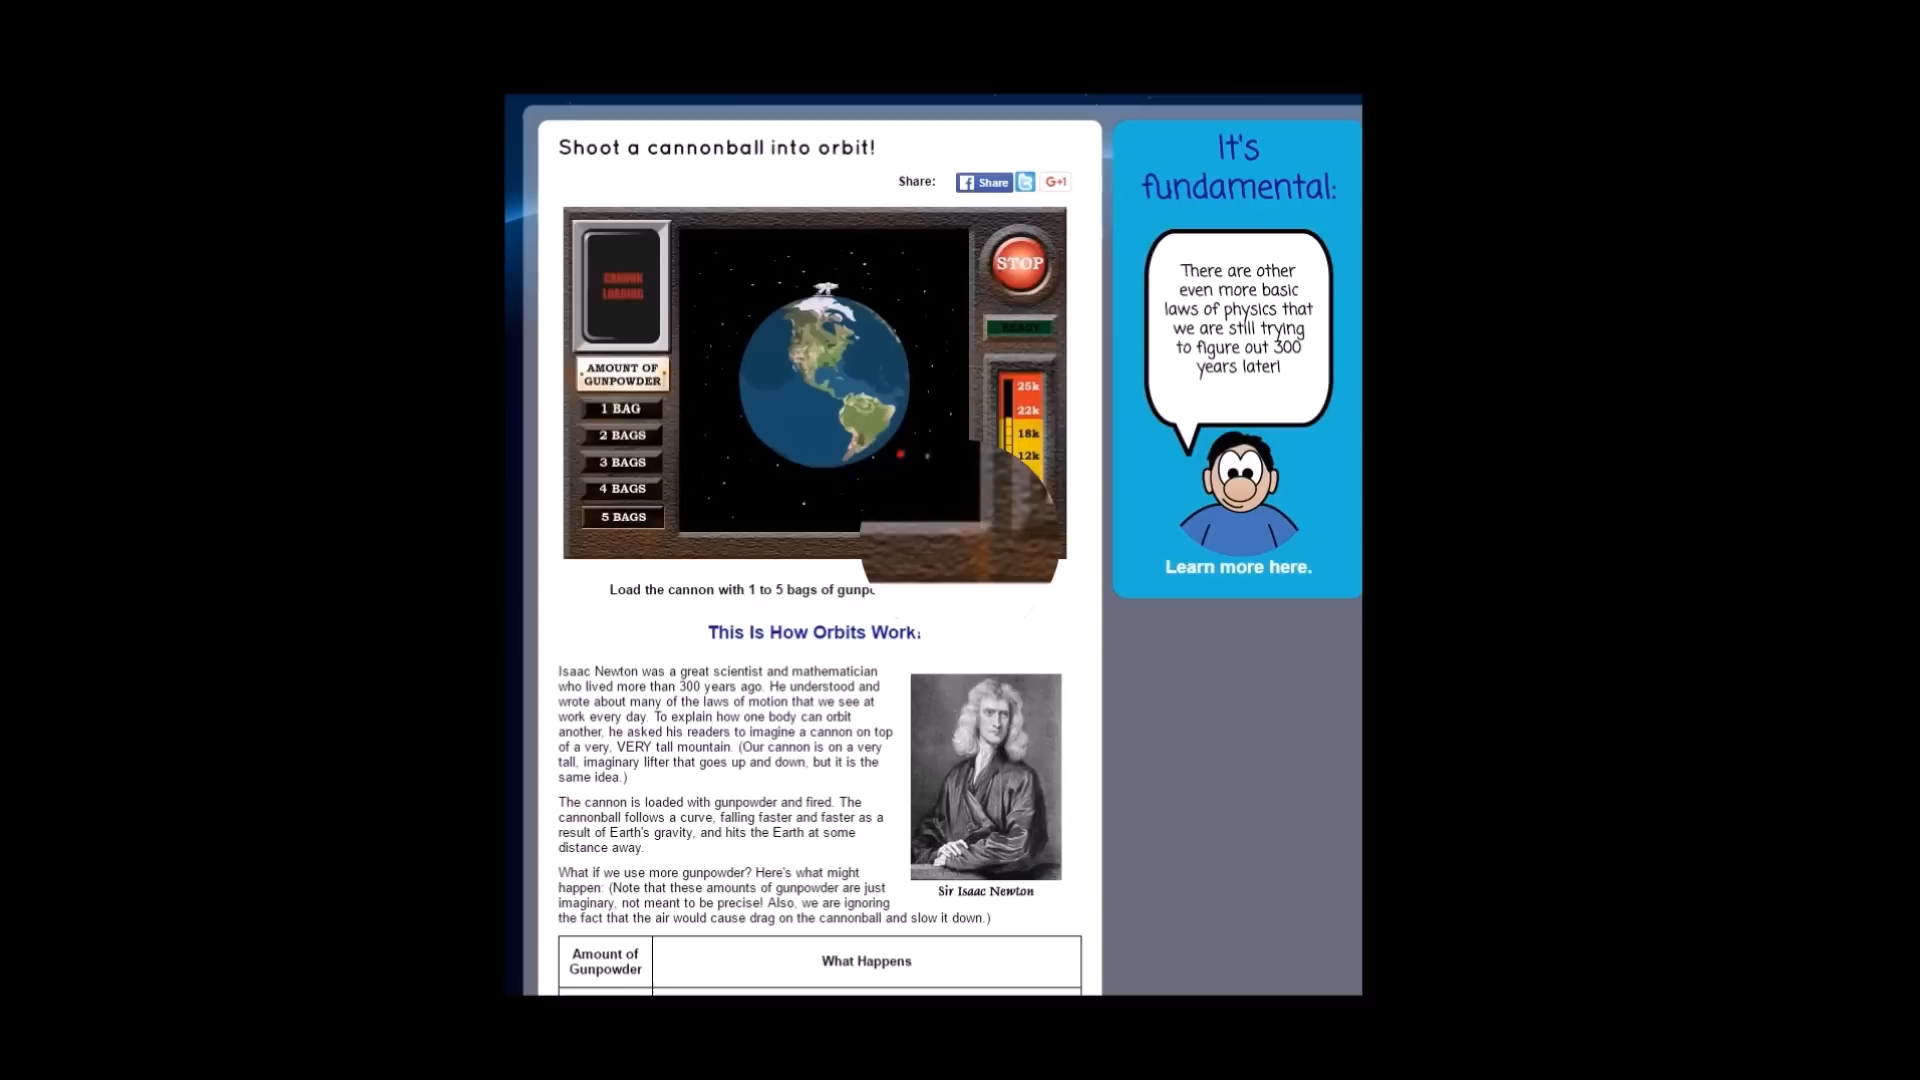 Shoot a cannonball into orbit!
Share:
Share
G+1
CANNON
LOADING
STOP
READY
AMOUNT OF
GUNPOWDER
1 BAG
2 BAGS
3 BAGS
4 BAGS
5 BAGS
25k
22k
18k
12k
Load the cannon with 1 to 5 bags of
This Is How Orbits Work
Isaac Newton was a great scientist and mathematician
who lived more than 300 years ago. He understood and
wrote about many of the laws of motion that we see at
work every day. To explain how one body can orbit
another, he asked his readers to imagine a cannon on top
of a very, VERY tall mountain. (Our cannon is on a very
tall, imaginary lifter that goes up and down, but it is the
same idea.)
The cannon is loaded with gunpowder and fired. The
cannonball follows a curve, falling faster and faster as a
result of Earth's gravity, and hits the Earth at some
distance away.
What if we use more gunpowder? Here's what might
happen: (Note that these amounts of gunpowder are just
imaginary, not meant to be precise! Also, we are ignoring
the fact that the air would cause drag on the cannonball and slow it down.)
Sir Isaac Newton
Amount of
Gunpowder
What Happens
It's
fundamental:
There are other
even more basic
laws of physics that
we are still trying
to figure out 300
years later!
Learn more here.